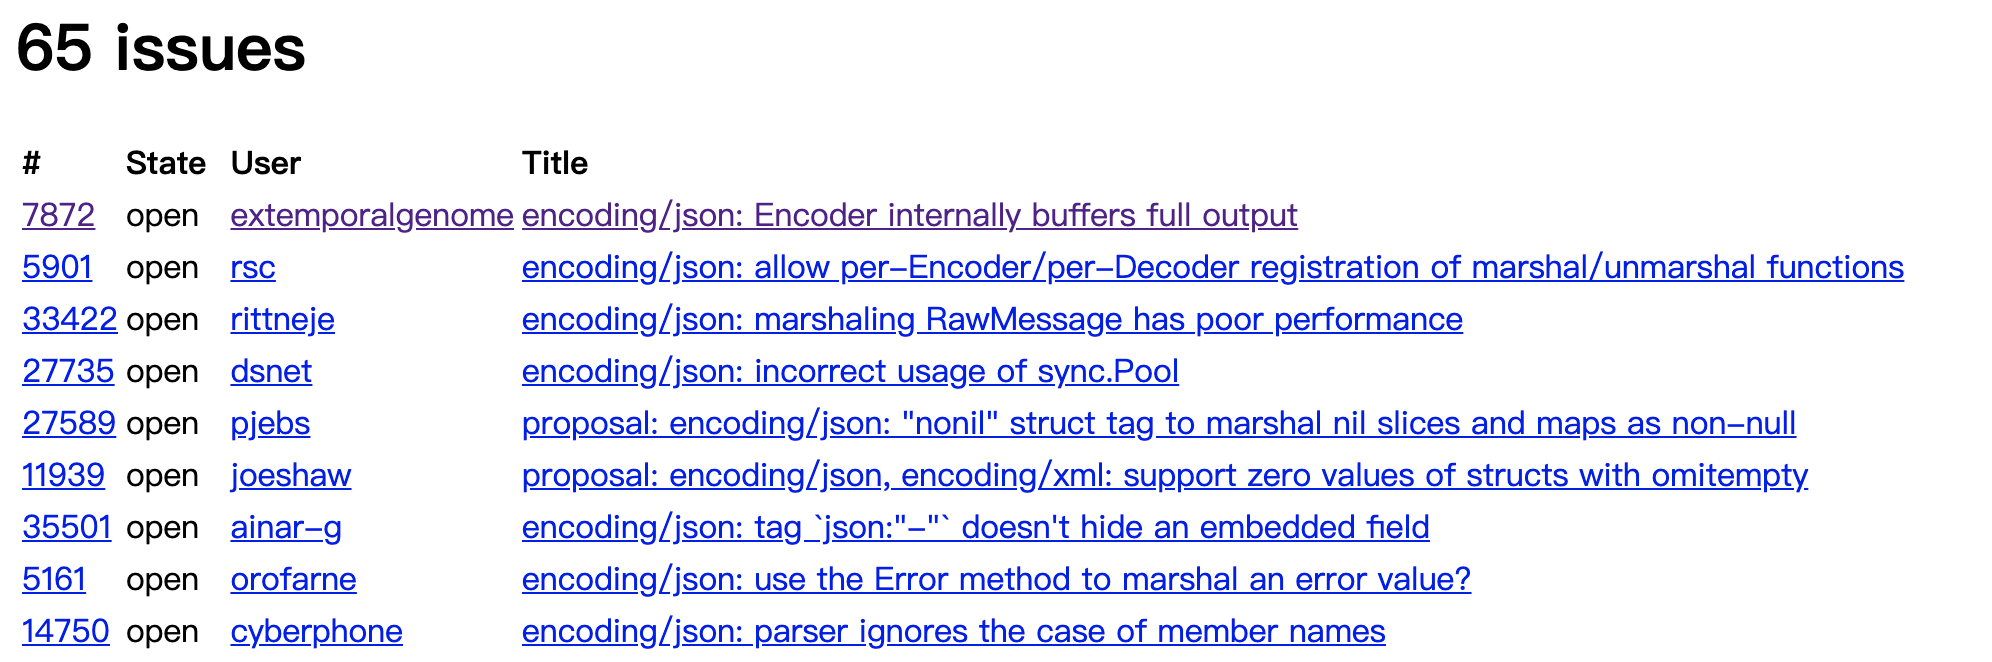 65 issues
# State User Title
7872 open extemporalgenome encoding/json: Encoder internally buffers full output
5901 open rsc encoding/json: allow per-Encoder/per-Decoder registration of marshal/unmarshal functions
33422 open rittneje encoding/json: marshaling RawMessage has poor performance
27735 open dsnet encoding/json: incorrect usage of sync.Pool
27589 open pjebs proposal: encoding/json: "nonil" struct tag to marshal nil slices and maps as non-null
11939 open joeshaw proposal: encoding/json, encoding/xml: support zero values of structs with omitempty
35501 open ainar-g encoding/json: tag `json:"-"` doesn't hide an embedded field
5161 open orofarne encoding/json: use the Error method to marshal an error value?
14750 open cyberphone encoding/json: parser ignores the case of member names